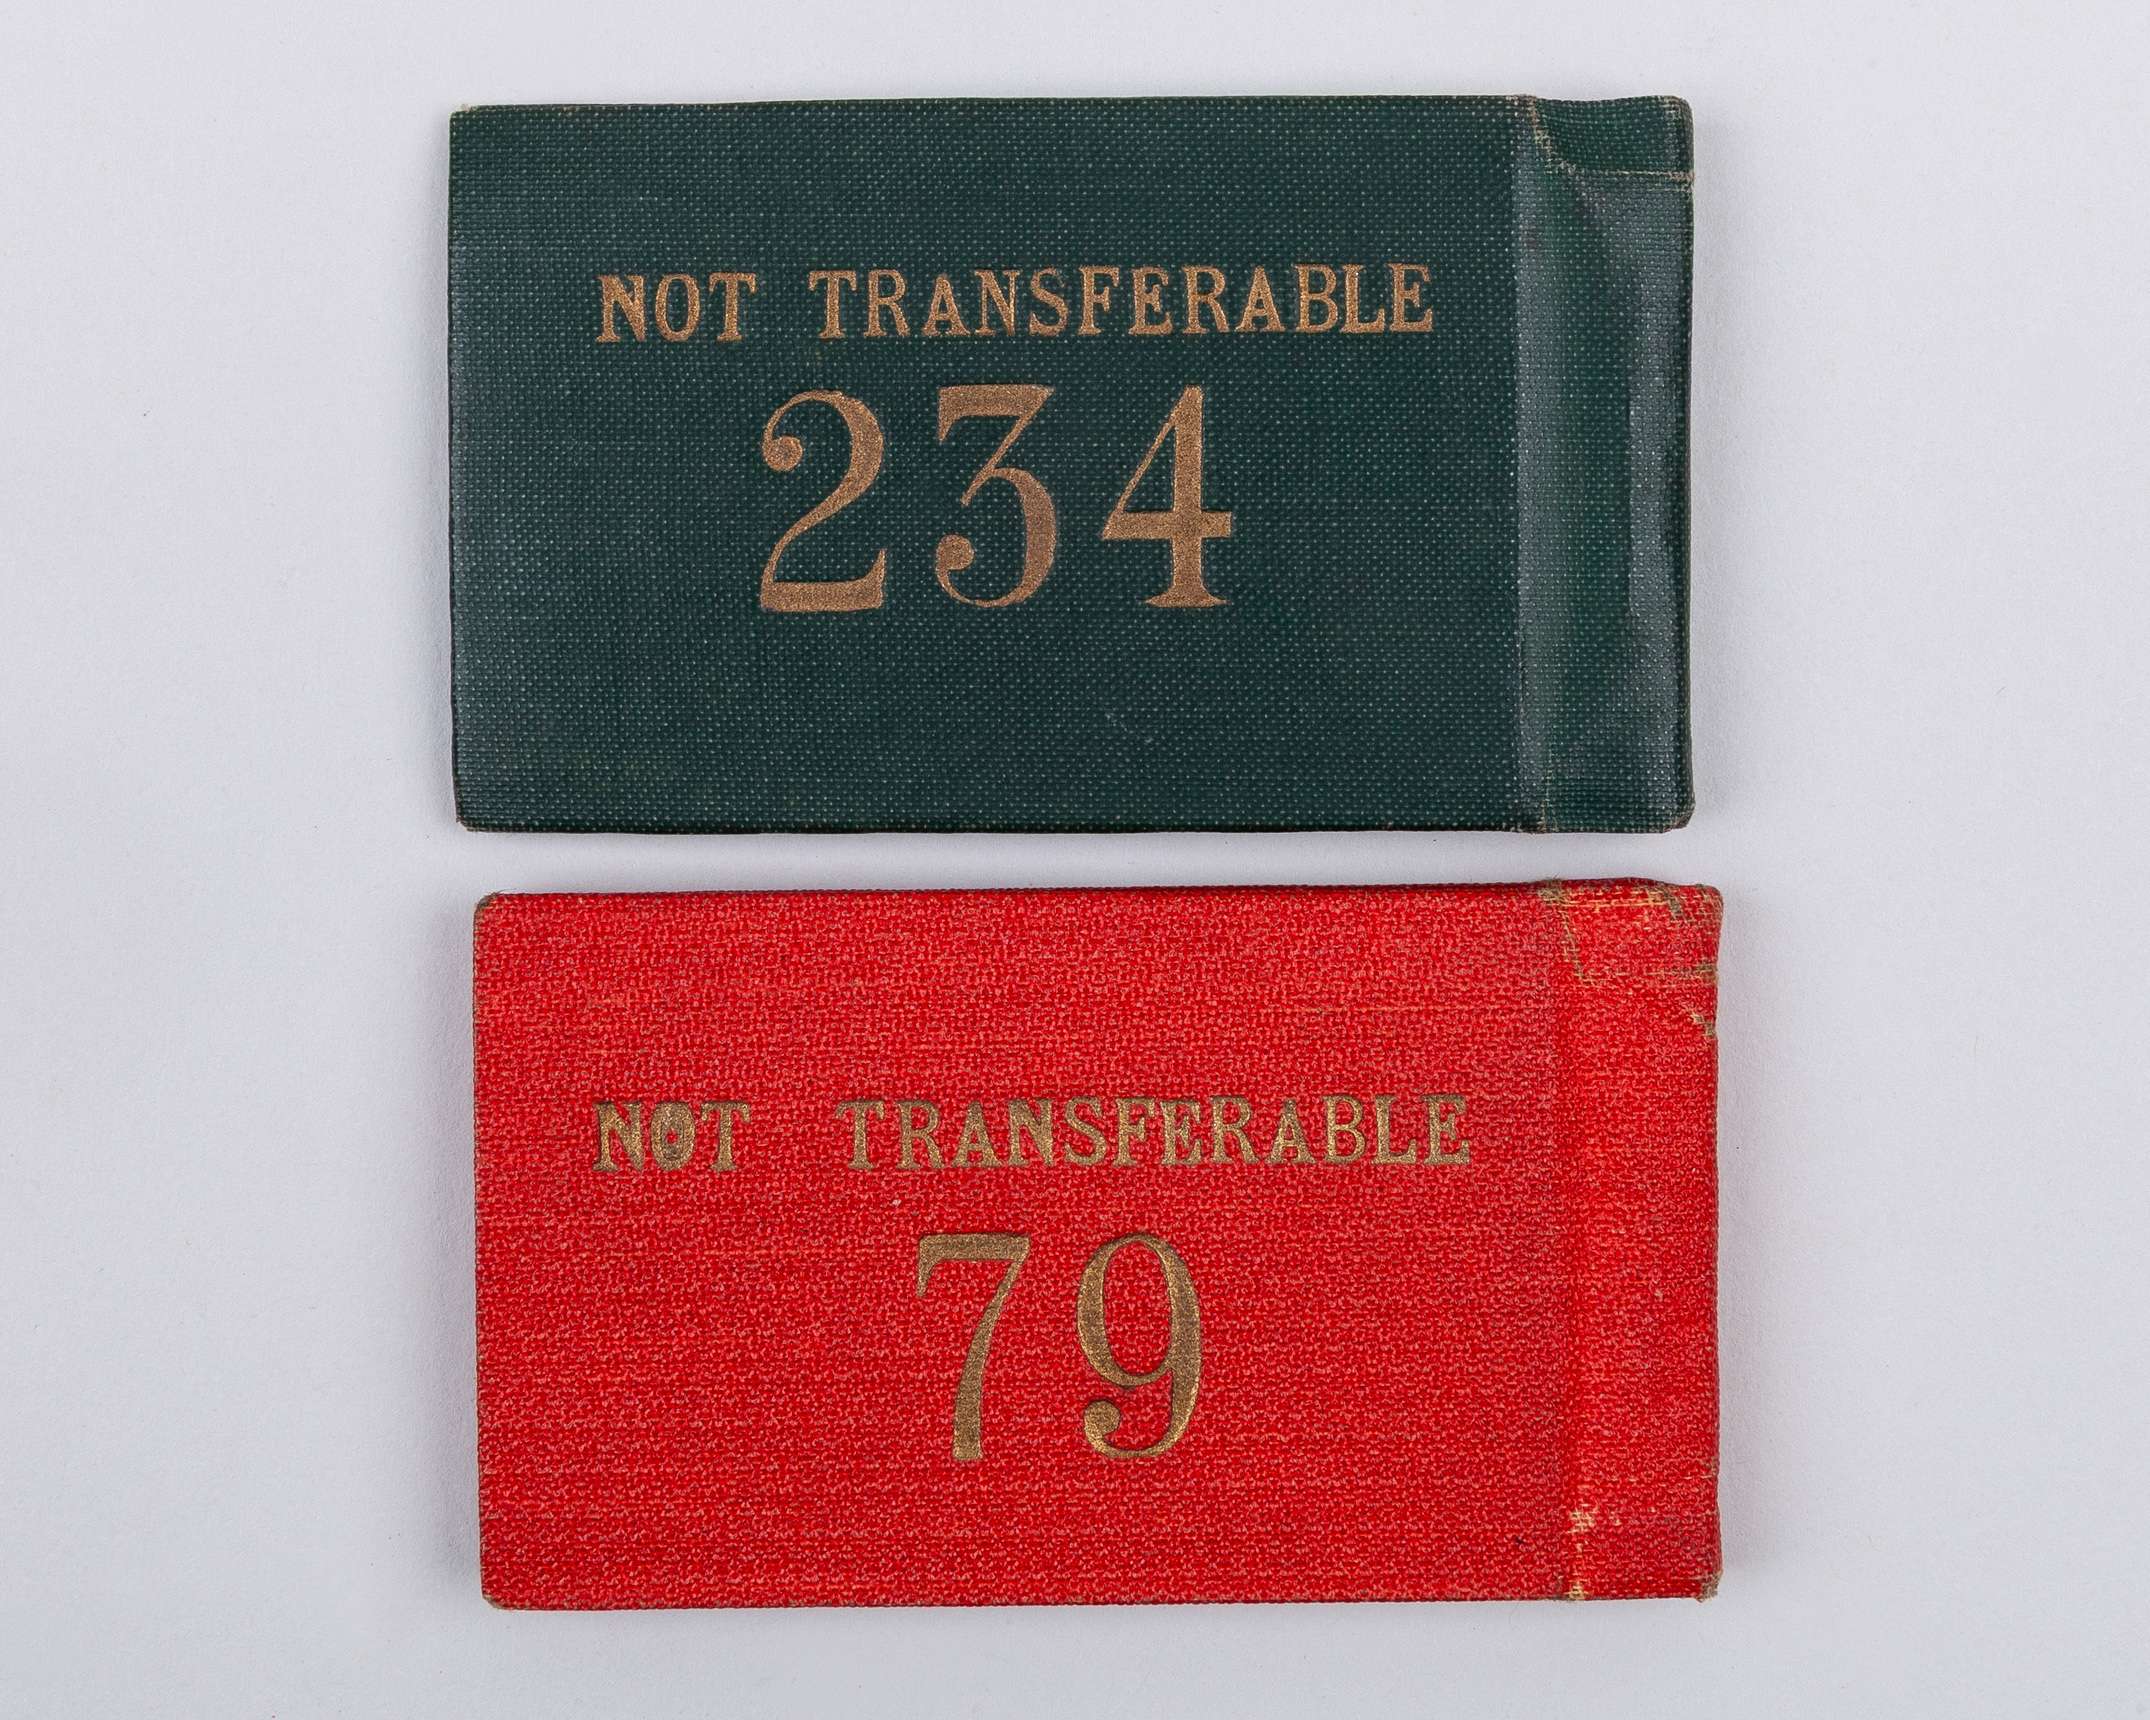 NOT TRANSFERABLE
234
NOT TRANSFERABLE
79